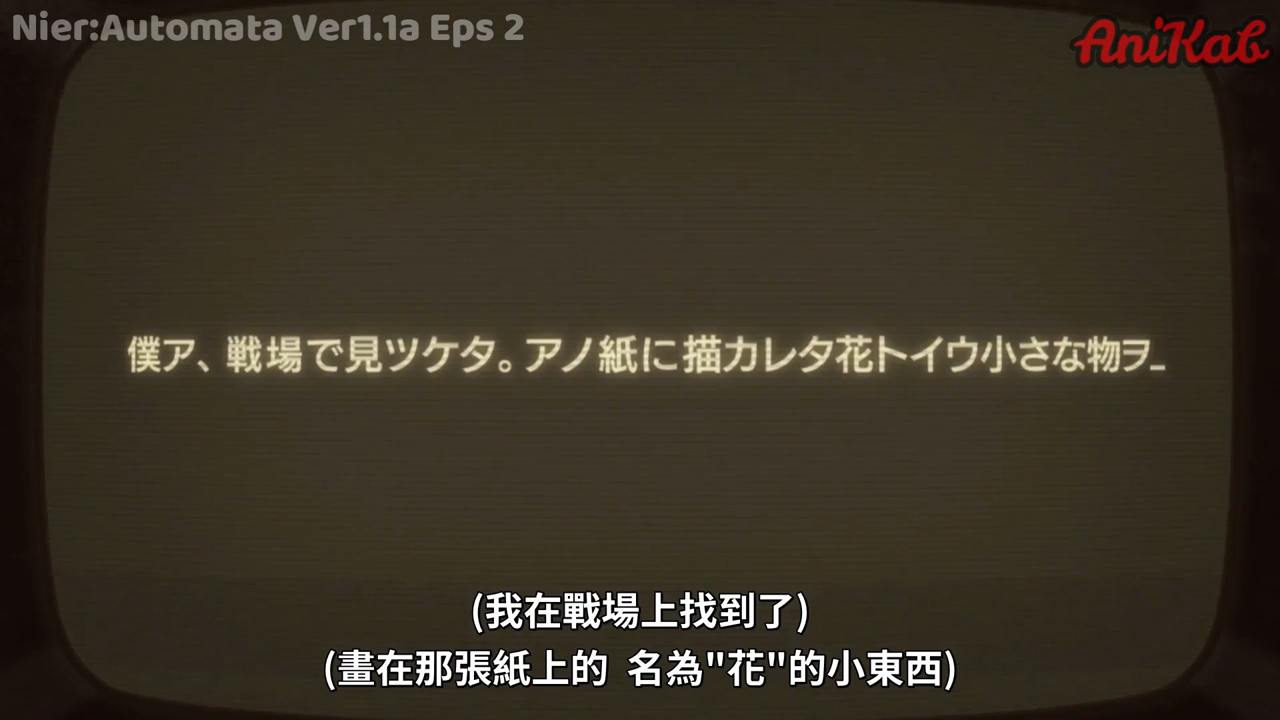 Nier:Automata Ver1.1a Eps 2
AniKab
僕ア、戦場で見ツケタ。アノ紙に描カレタ花トイウ小さな物ヲ_
(我在戰場上找到了)
(畫在那張紙上的 名為"花"的小東西)